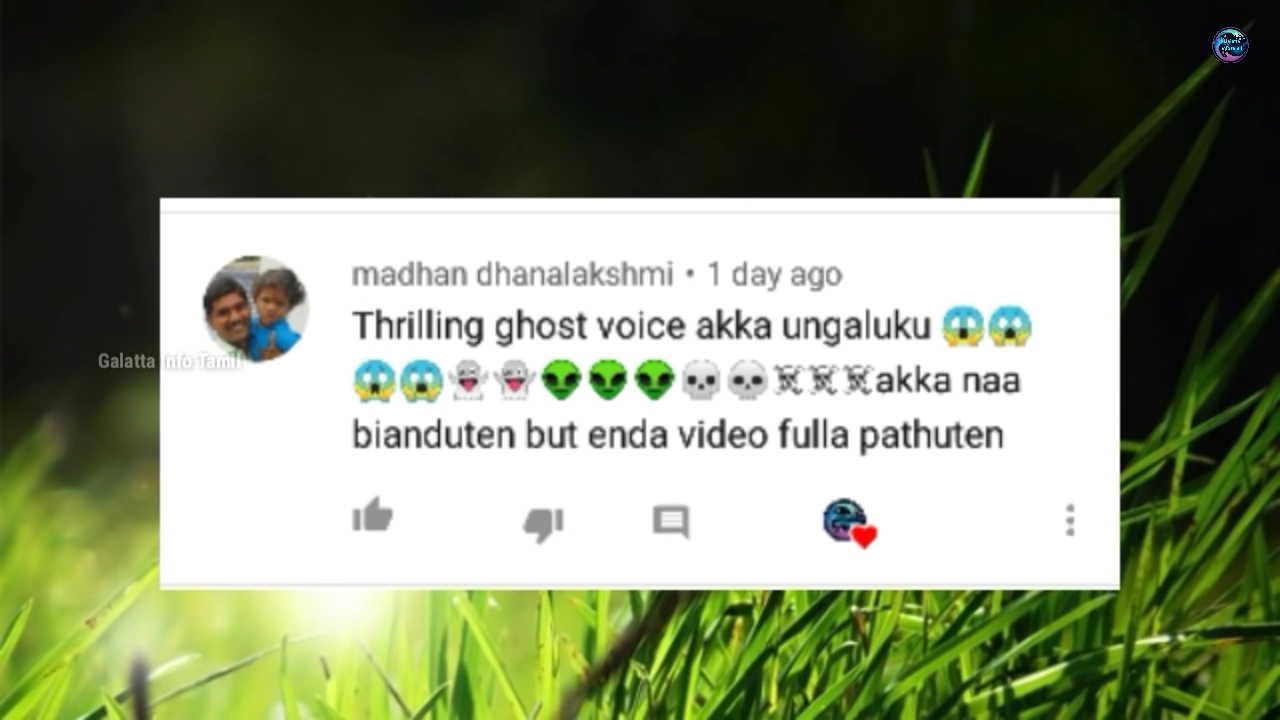 madhan dhanalakshmi • 1 day ago
Thrilling ghost voice akka ungaluku 😱😱
😱😱👻👻👽👽👽💀💀☠☠☠akka naa
Galatta Info Tamil
bianduten but enda video fulla pathuten